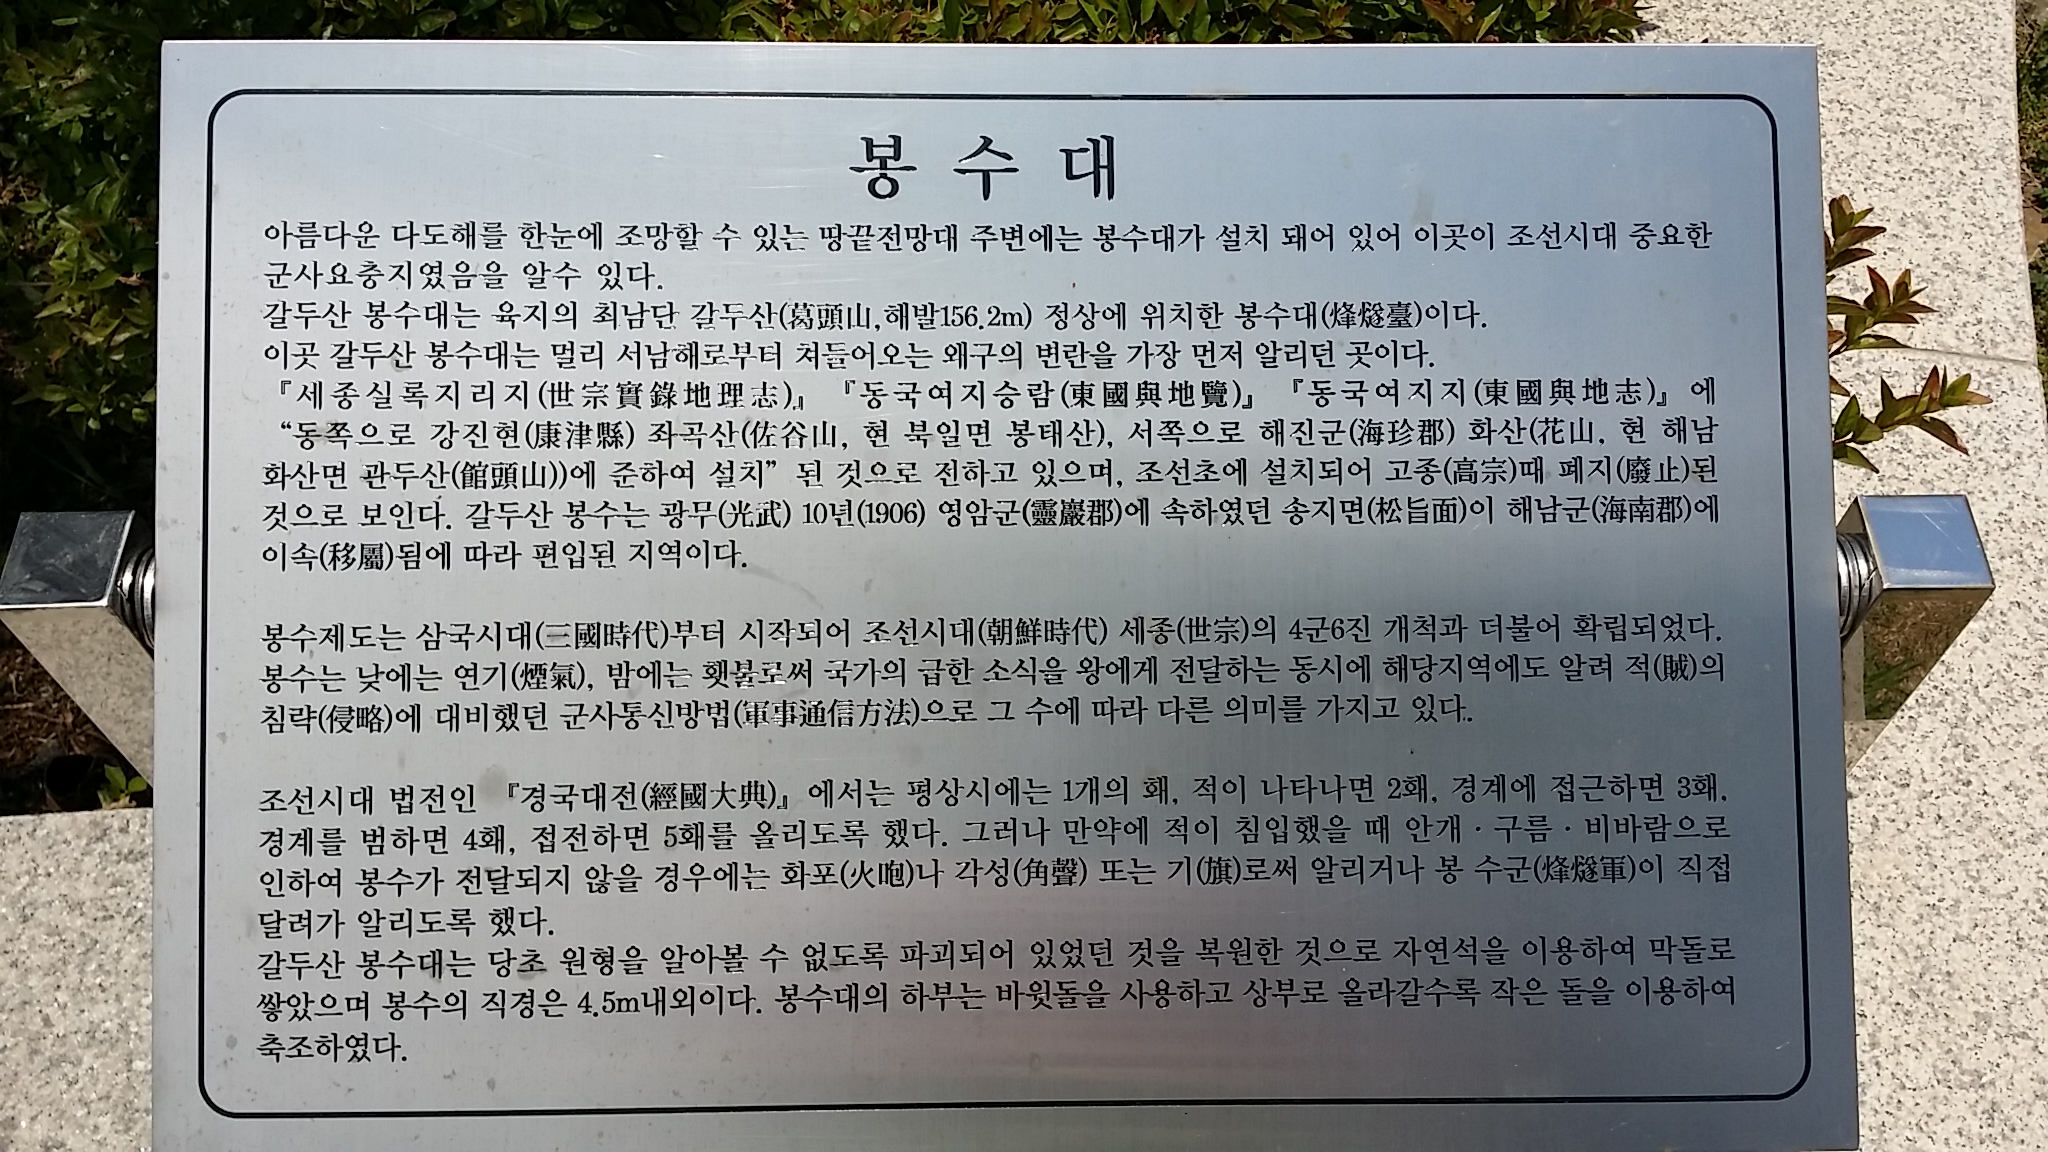 봉 수 대
아름다운 다도해를 한눈에 조망할 수 있는 땅끝전망대 주변에는 봉수대가 설치 돼어 있어 이곳이 조선시대 중요한
군사요충지였음을 알수 있다.
갈두산 봉수대는 육지의 최남단 갈두산(葛頭山,해발156.2m) 정상에 위치한 봉수대(烽燧臺)이다.
이곳 갈두산 봉수대는 멀리 서남해로부터 쳐들어오는 왜구의 변란을 가장 먼저 알리던 곳이다.
『세종실록지리지(世宗實錄地理志)』 『동국여지승람(東國與地覽)』 『동국여지지(東國與地志)』에
“동쪽으로 강진현(康津縣) 좌곡산(佐谷山, 현 북일면 봉태산), 서쪽으로 해진군(海珍郡) 화산(花山, 현 해남
화산면 관두산(館頭山))에 준하여 설치” 된 것으로 전하고 있으며, 조선초에 설치되어 고종(高宗)때 폐지(廢止)된
것으로 보인다. 갈두산 봉수는 광무(光武) 10년(1906) 영암군(靈巖郡)에 속하였던 송지면(松旨面)이 해남군(海南郡)에
이속(移屬)됨에 따라 편입된 지역이다.
봉수제도는 삼국시대(三國時代)부터 시작되어 조선시대(朝鮮時代) 세종(世宗)의 4군6진 개척과 더불어 확립되었다.
봉수는 낮에는 연기(煙氣), 밤에는 횃불로써 국가의 급한 소식을 왕에게 전달하는 동시에 해당지역에도 알려 적(賊)의
침략(侵略)에 대비했던 군사통신방법(軍事通信方法)으로 그 수에 따라 다른 의미를 가지고 있다.
조선시대 법전인 『경국대전(經國大典)』에서는 평상시에는 1개의 홰, 적이 나타나면 2홰, 경계에 접근하면 3홰,
경계를 범하면 4홰, 접전하면 5홰를 올리도록 했다. 그러나 만약에 적이 침입했을 때 안개·구름·비바람으로
인하여 봉수가 전달되지 않을 경우에는 화포(火咆)나 각성(角聲) 또는 기(旗)로써 알리거나 봉 수군(烽燧軍)이 직접
달려가 알리도록 했다.
갈두산 봉수대는 당초 원형을 알아볼 수 없도록 파괴되어 있었던 것을 복원한 것으로 자연석을 이용하여 막돌로
쌓았으며 봉수의 직경은 4.5m내외이다. 봉수대의 하부는 바윗돌을 사용하고 상부로 올라갈수록 작은 돌을 이용하여
축조하였다.